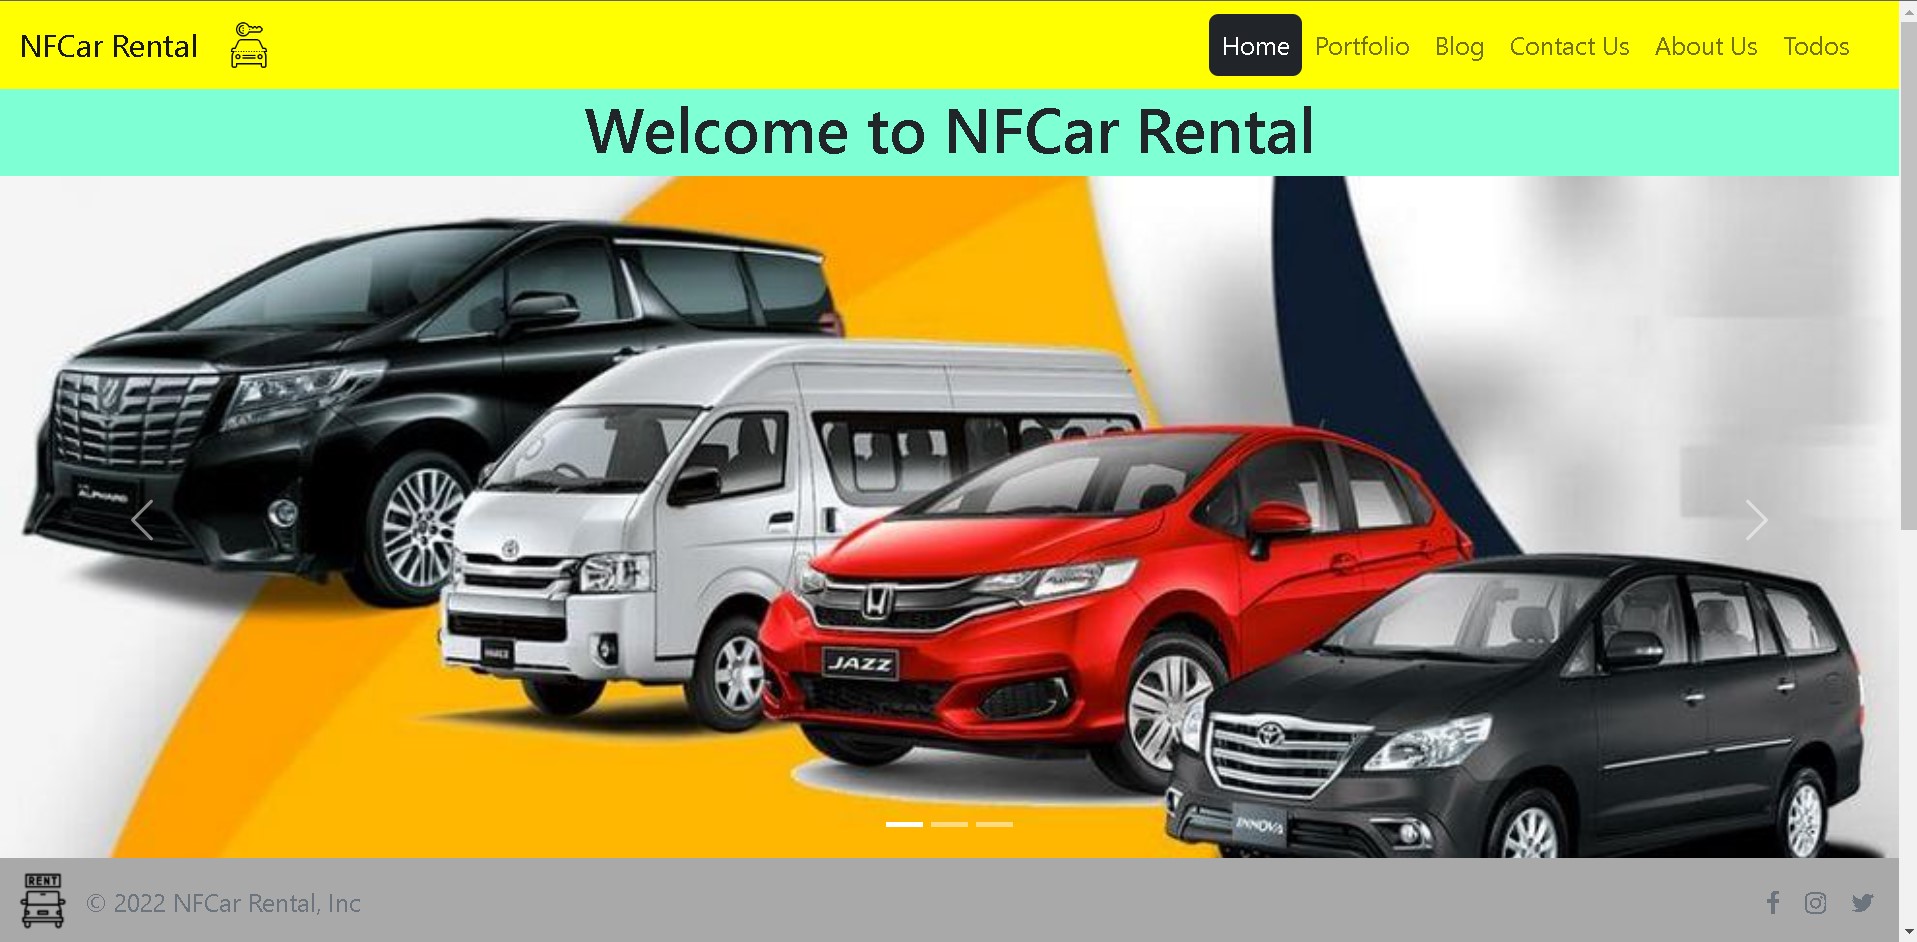 NFCar Rental
Home Portfolio Blog Contact Us About Us Todos
Welcome to NFCar Rental
ALPHARD
HIACE
JAZZ
INNOVA
RENT
© 2022 NFCar Rental, Inc